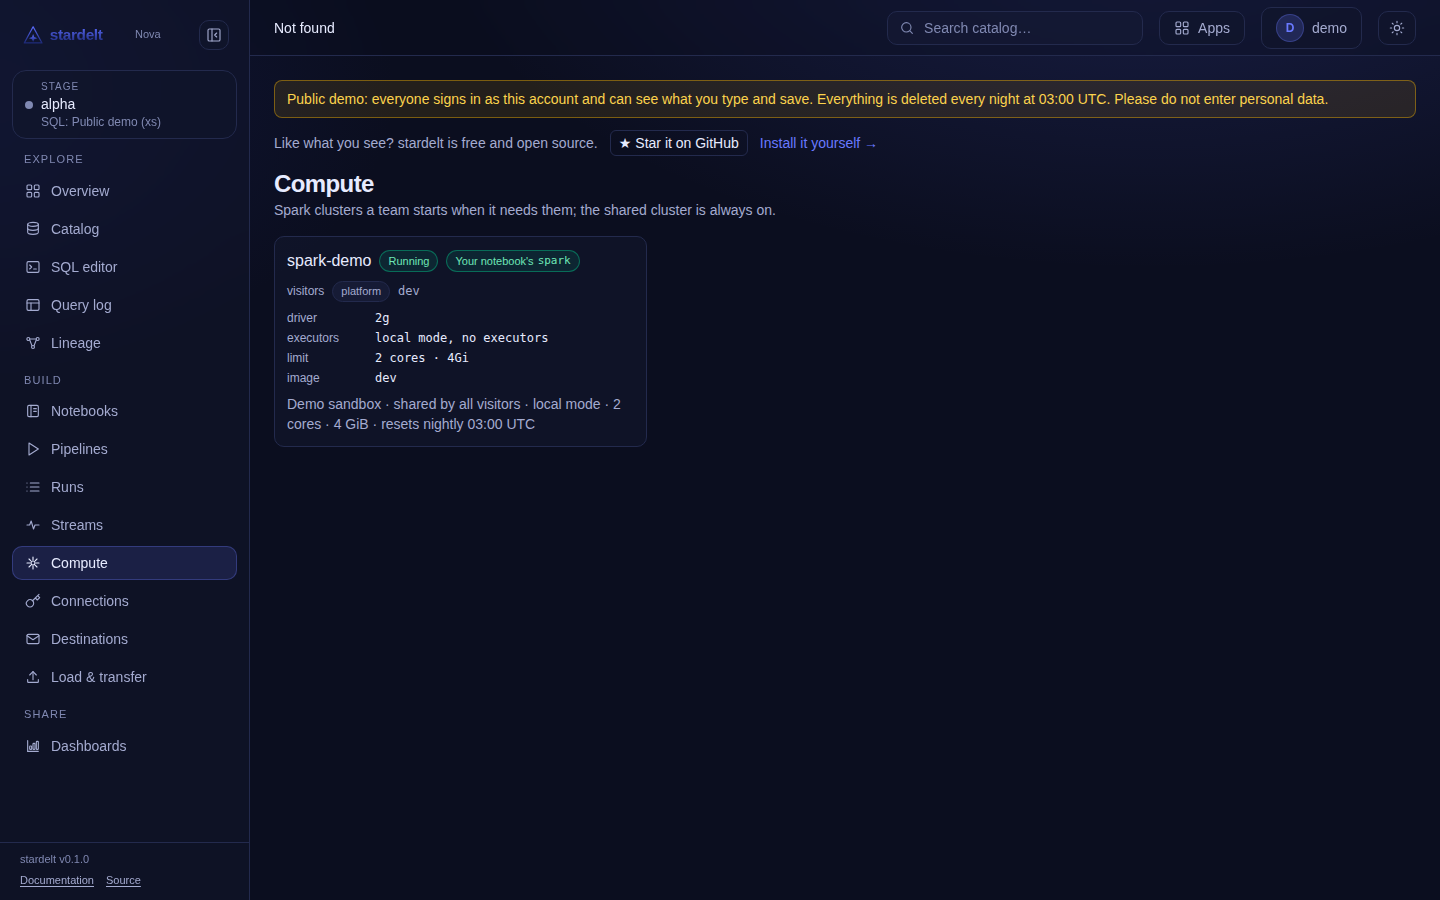 stardelt
Nova
STAGE
alpha
SQL: Public demo (xs)
EXPLORE
Overview
Catalog
SQL editor
Query log
Lineage
BUILD
Notebooks
Pipelines
Runs
Streams
Compute
Connections
Destinations
Load & transfer
SHARE
Dashboards
stardelt v0.1.0
Documentation Source
Not found
Search catalog…
Apps
D demo
Public demo: everyone signs in as this account and can see what you type and save. Everything is deleted every night at 03:00 UTC. Please do not enter personal data.
Like what you see? stardelt is free and open source. ★ Star it on GitHub Install it yourself →
Compute
Spark clusters a team starts when it needs them; the shared cluster is always on.
spark-demo Running Your notebook's spark
visitors platform dev
driver 2g
executors local mode, no executors
limit 2 cores · 4Gi
image dev
Demo sandbox · shared by all visitors · local mode · 2
cores · 4 GiB · resets nightly 03:00 UTC